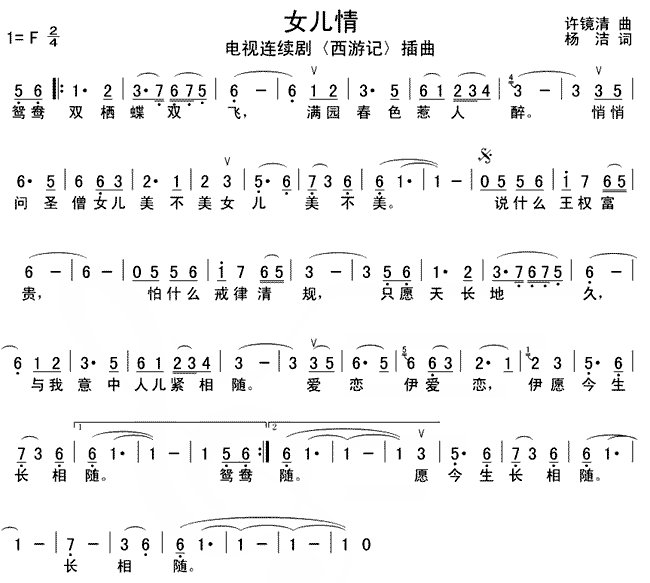 女儿情
1= F 2/4
电视连续剧〈西游记〉插曲
许镜清 曲
杨 洁 词
5 6 |: 1· 2 | 3·7 6 7 5 | 6 - | 6 1 2 | 3· 5 | 6 1 2 3 4 | 4 3 - | 3 3 5 |
鸳鸯 双 栖 蝶 双 飞， 满园 春 色 惹 人 醉。 悄悄
6· 5 | 6 6 3 | 2· 1 | 2 3 | 5· 6 | 7 3 5 | 6 1· | 1 - | 0 5 5 6 | 1 7 6 5 |
问 圣 僧 女儿 美 不 美 女 儿 美 不 美。 说什么 王 权 富
6 - | 6 - | 0 5 5 6 | 1 7 6 5 | 3 - | 3 5 6 | 1· 2 | 3·7 6 7 5 | 6 - |
贵， 怕什么 戒 律 清 规， 只愿 天 长 地 久，
6 1 2 | 3· 5 | 6 1 2 3 4 | 3 - | 3 3 5 | 6· 5 | 5 6 6 3 | 2· 1 | 1 2 3 | 5· 6 |
与我 意 中 人儿 紧 相 随。 爱 恋 伊 爱 恋， 伊 愿 今 生
7 3 6 | 1 6 1· | 1 - | 1 5 6 :| 2 6 1· | 1 - | 1 3 | 5· 6 | 7 3 6 | 6 1· |
长 相 随。 鸳鸯 随。 愿 今 生 长 相 随。
1 - | 7 - | 3 6 | 6 1· | 1 - | 1 0
长 相 随。